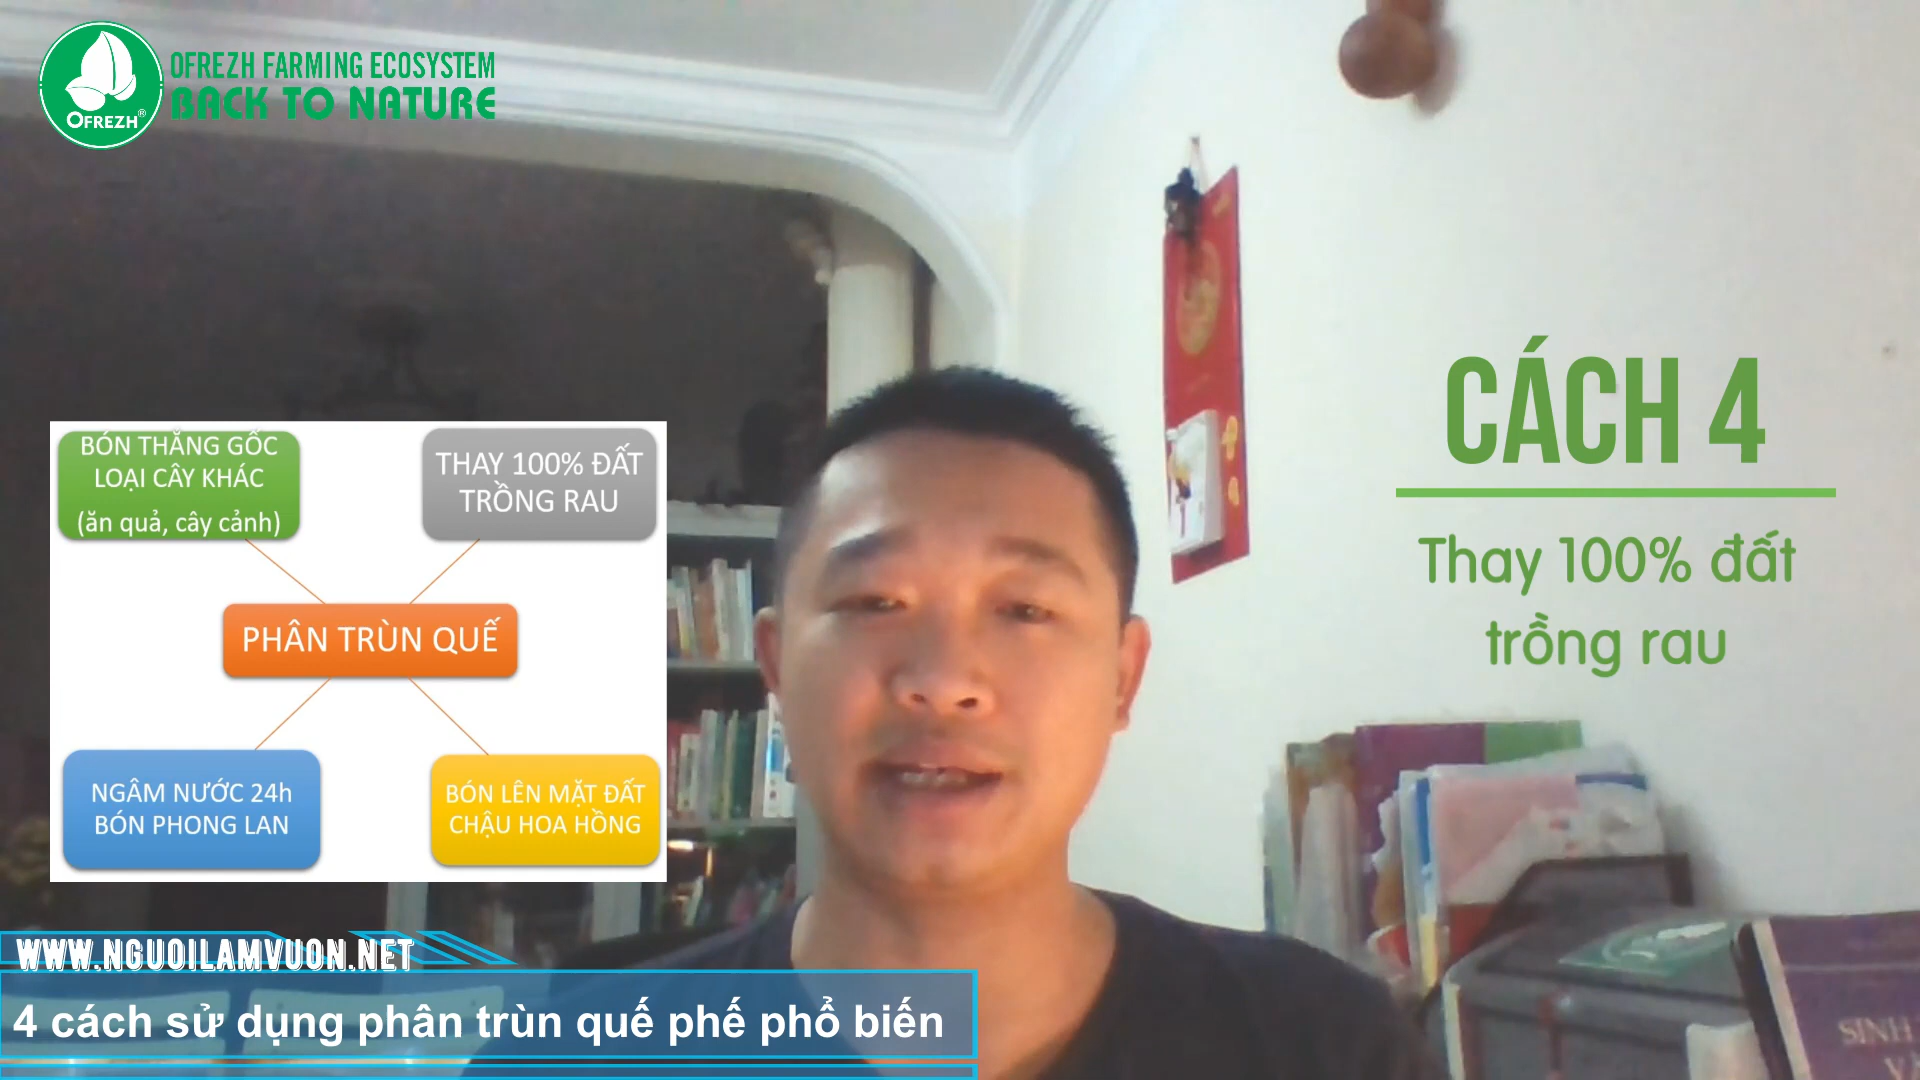 OFREZH FARMING ECOSYSTEM
BACK TO NATURE
OFREZH®
CÁCH 4
Thay 100% đất
trồng rau
BÓN THẲNG GỐC
LOẠI CÂY KHÁC
(ăn quả, cây cảnh)
THAY 100% ĐẤT
TRỒNG RAU
PHÂN TRÙN QUẾ
NGÂM NƯỚC 24h
BÓN PHONG LAN
BÓN LÊN MẶT ĐẤT
CHẬU HOA HỒNG
WWW.NGUOILAMVUON.NET
4 cách sử dụng phân trùn quế phế phổ biến
SINH